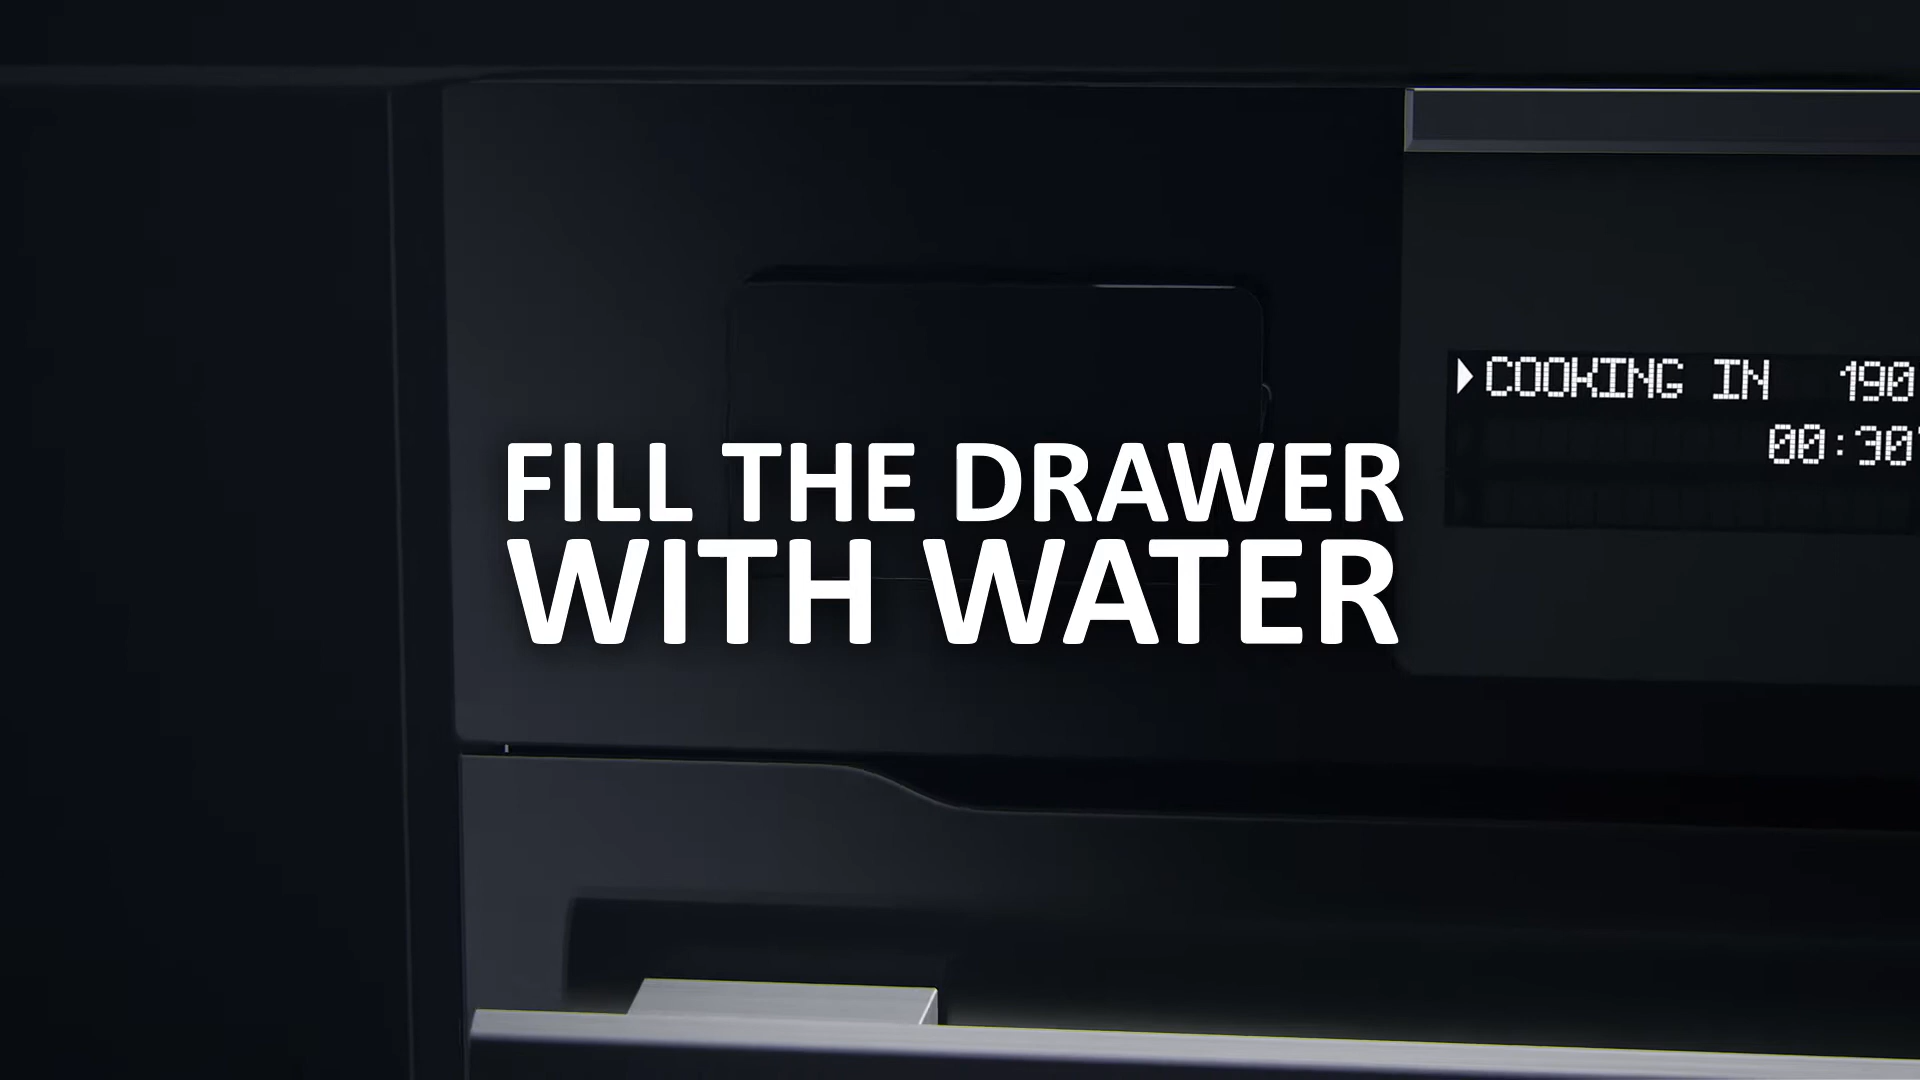 FILL THE DRAWER
WITH WATER
COOKING IN 190
00:30'